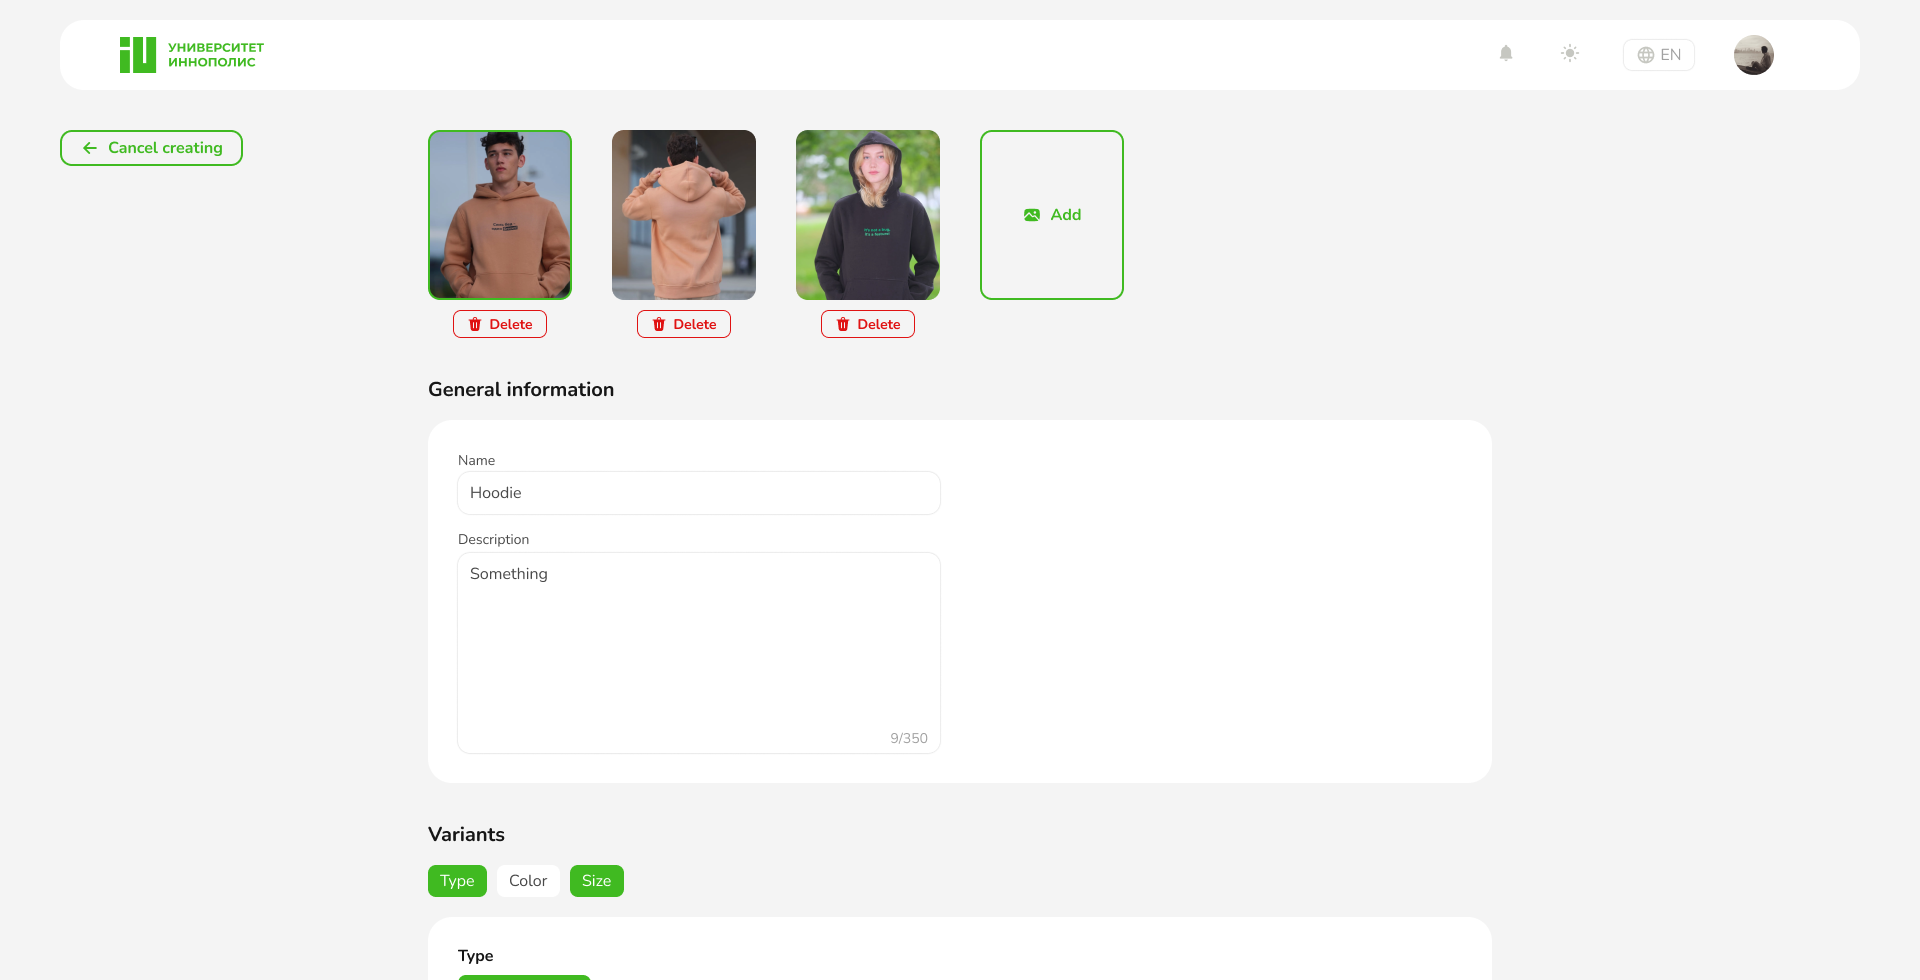 УНИВЕРСИТЕТ
ИННОПОЛИС
EN
Cancel creating
Add
Delete
Delete
Delete
General information
Name
Hoodie
Description
Something
9/350
Variants
Type
Color
Size
Type